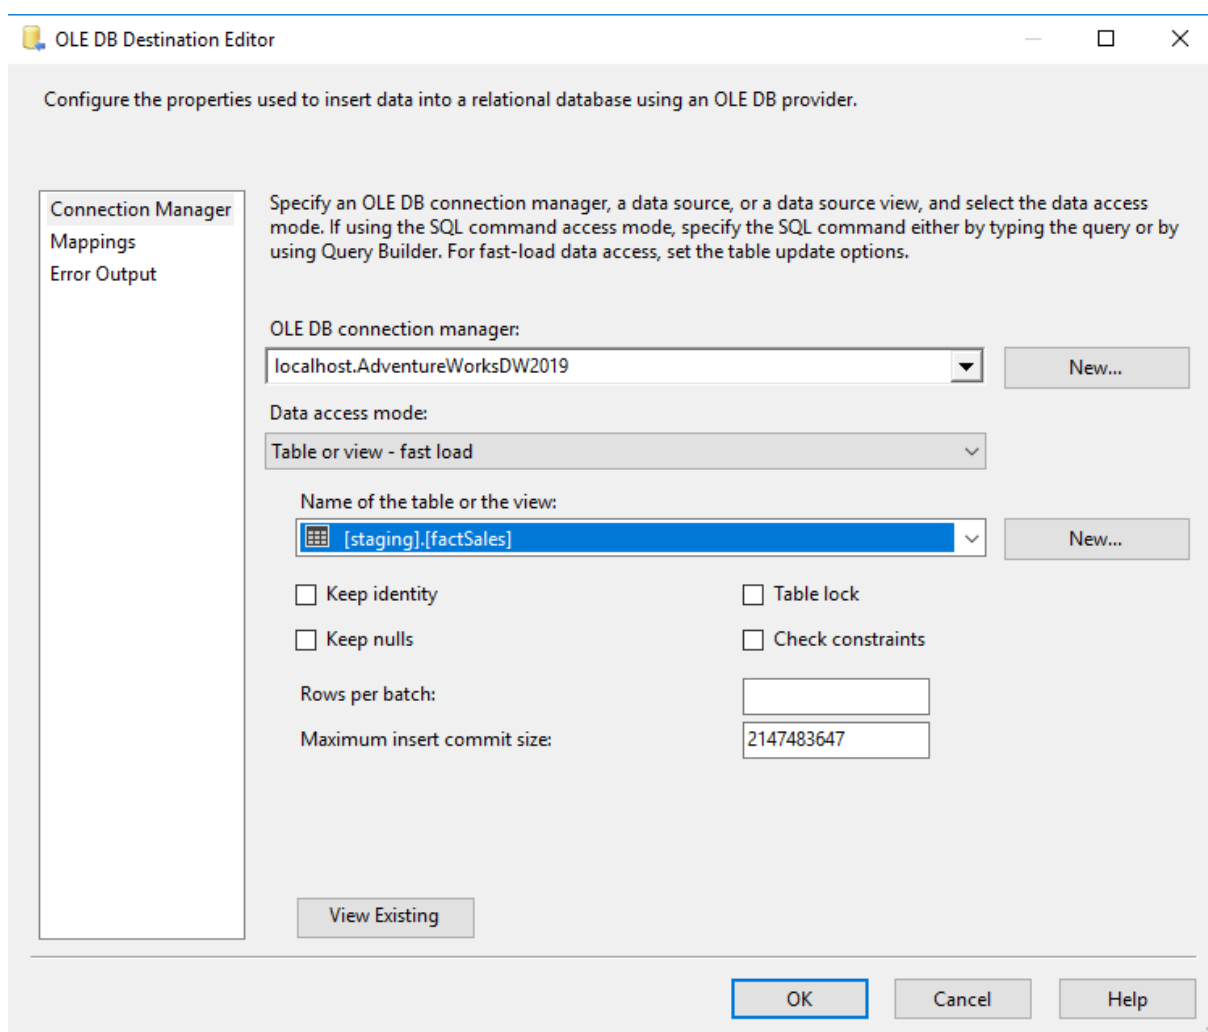 OLE DB Destination Editor
Configure the properties used to insert data into a relational database using an OLE DB provider.
Connection Manager
Mappings
Error Output
Specify an OLE DB connection manager, a data source, or a data source view, and select the data access
mode. If using the SQL command access mode, specify the SQL command either by typing the query or by
using Query Builder. For fast-load data access, set the table update options.
OLE DB connection manager:
localhost.AdventureWorksDW2019
New...
Data access mode:
Table or view - fast load
Name of the table or the view:
[staging].[factSales]
New...
Keep identity
Table lock
Keep nulls
Check constraints
Rows per batch:
Maximum insert commit size:
2147483647
View Existing
OK
Cancel
Help